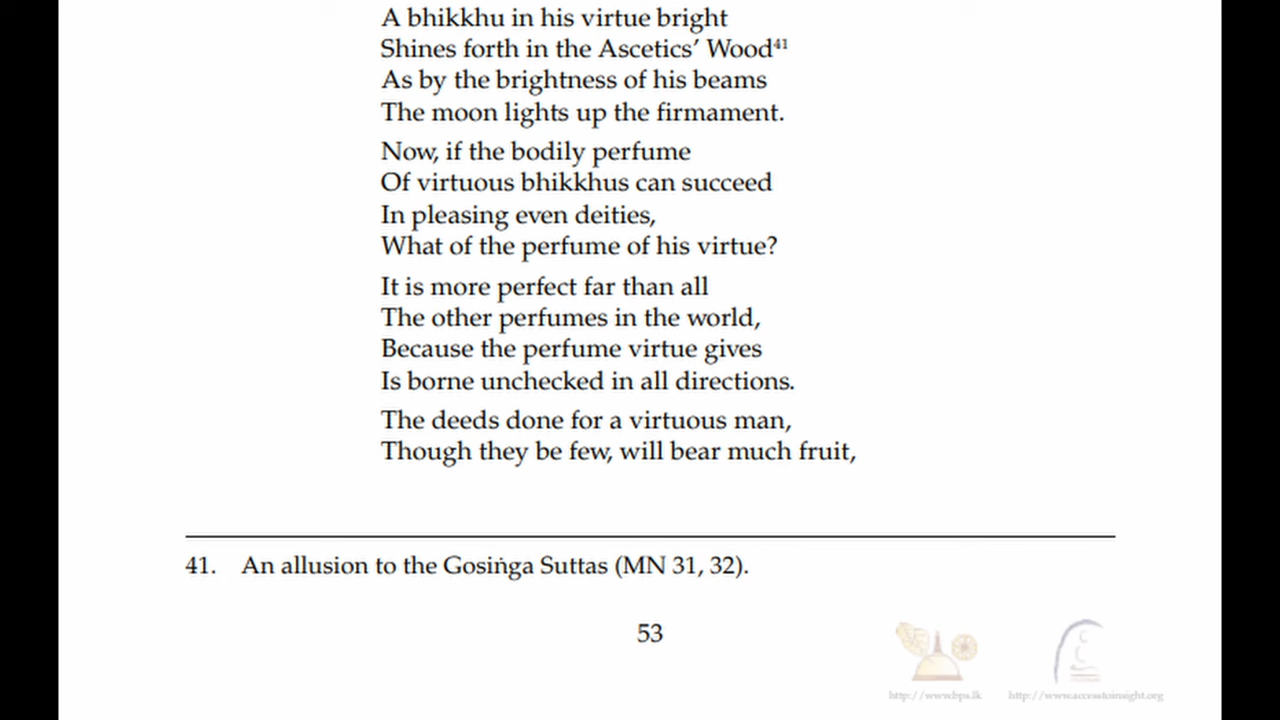 A bhikkhu in his virtue bright
Shines forth in the Ascetics’ Wood⁴¹
As by the brightness of his beams
The moon lights up the firmament.
Now, if the bodily perfume
Of virtuous bhikkhus can succeed
In pleasing even deities,
What of the perfume of his virtue?
It is more perfect far than all
The other perfumes in the world,
Because the perfume virtue gives
Is borne unchecked in all directions.
The deeds done for a virtuous man,
Though they be few, will bear much fruit,
41. An allusion to the Gosiṅga Suttas (MN 31, 32).
53
http://www.bps.lk http://www.accesstoinsight.org